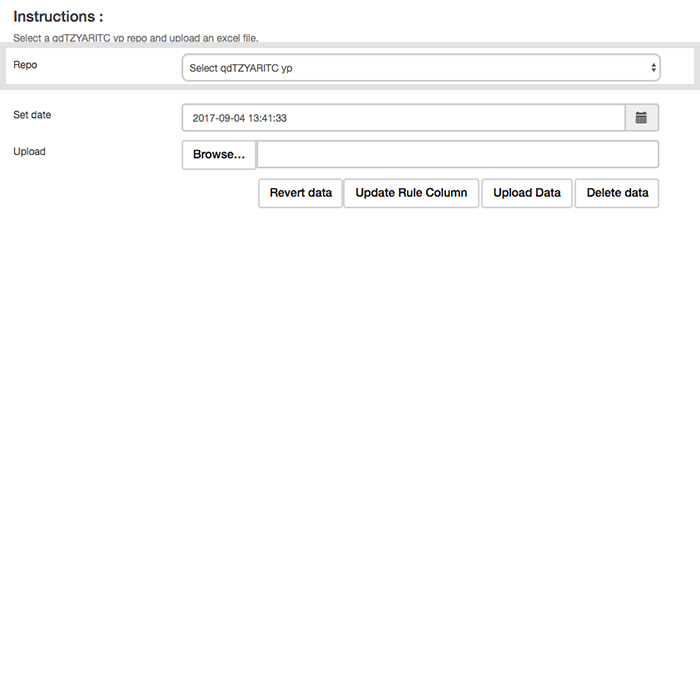 Instructions :
Select a qdTZYARITC yp repo and upload an excel file.
Repo
Select qdTZYARITC yp
Set date
2017-09-04 13:41:33
Upload
Browse...
Revert data
Update Rule Column
Upload Data
Delete data